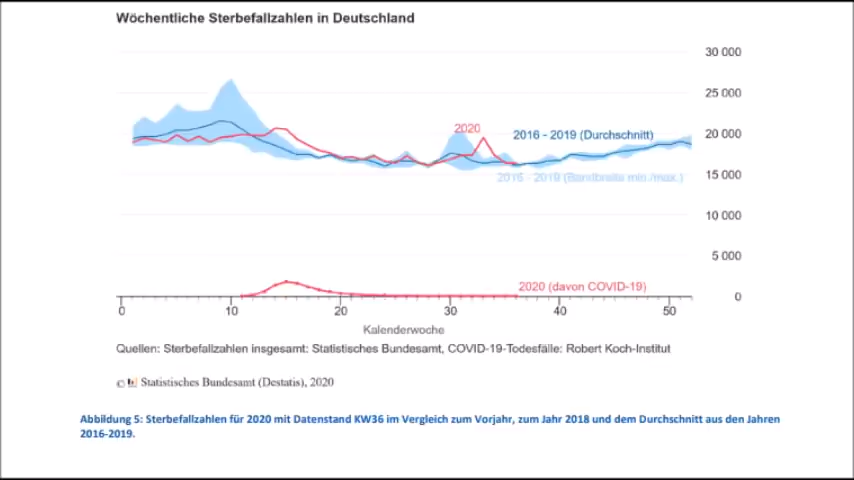 Wöchentliche Sterbefallzahlen in Deutschland
30 000
25 000
2020
2016 - 2019 (Durchschnitt)
20 000
2016 - 2019 (Bandbreite min./max.)
15 000
10 000
5 000
2020 (davon COVID-19)
0
0 10 20 30 40 50
Kalenderwoche
Quellen: Sterbefallzahlen insgesamt: Statistisches Bundesamt, COVID-19-Todesfälle: Robert Koch-Institut
© Statistisches Bundesamt (Destatis), 2020
Abbildung 5: Sterbefallzahlen für 2020 mit Datenstand KW36 im Vergleich zum Vorjahr, zum Jahr 2018 und dem Durchschnitt aus den Jahren
2016-2019.